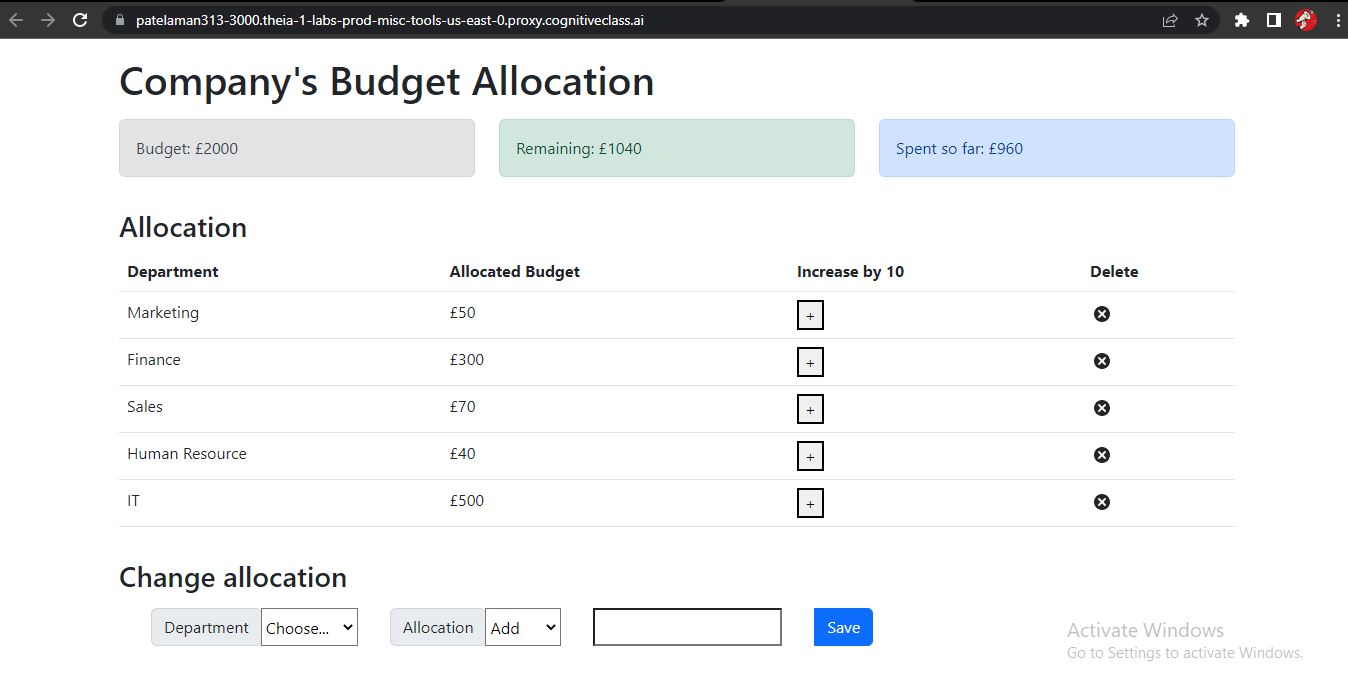 patelaman313-3000.theia-1-labs-prod-misc-tools-us-east-0.proxy.cognitiveclass.ai
Company's Budget Allocation
Budget: £2000 Remaining: £1040 Spent so far: £960
Allocation
Department Allocated Budget Increase by 10 Delete
Marketing £50 +
Finance £300 +
Sales £70 +
Human Resource £40 +
IT £500 +
Change allocation
Department Choose... Allocation Add Save
Activate Windows
Go to Settings to activate Windows.